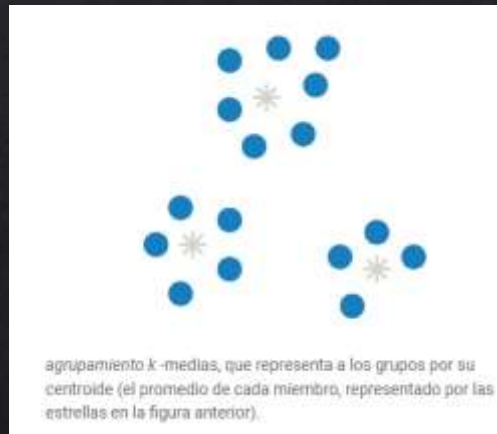 agrupamiento k -medias, que representa a los grupos por su
centroide (el promedio de cada miembro, representado por las
estrellas en la figura anterior).